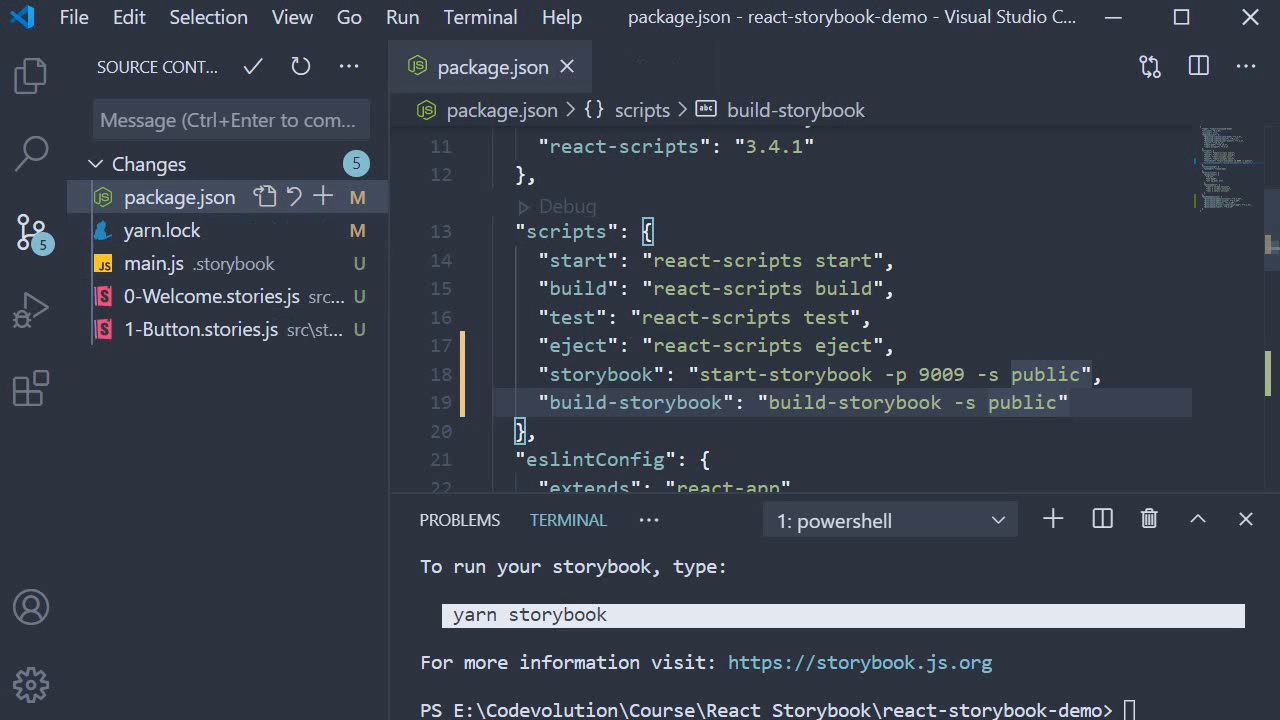 File Edit Selection View Go Run Terminal Help package.json - react-storybook-demo - Visual Studio C...
SOURCE CONT...
package.json
package.json > {} scripts > abc build-storybook
Message (Ctrl+Enter to com...
Changes 5
package.json M
yarn.lock M
main.js .storybook U
0-Welcome.stories.js src... U
1-Button.stories.js src\st... U
5
11 "react-scripts": "3.4.1"
12 },
Debug
13 "scripts": {
14 "start": "react-scripts start",
15 "build": "react-scripts build",
16 "test": "react-scripts test",
17 "eject": "react-scripts eject",
18 "storybook": "start-storybook -p 9009 -s public",
19 "build-storybook": "build-storybook -s public"
20 },
21 "eslintConfig": {
22 "extends": "react-app"
PROBLEMS TERMINAL ... 1: powershell
To run your storybook, type:
yarn storybook
For more information visit: https://storybook.js.org
PS E:\Codevolution\Course\React Storybook\react-storybook-demo>